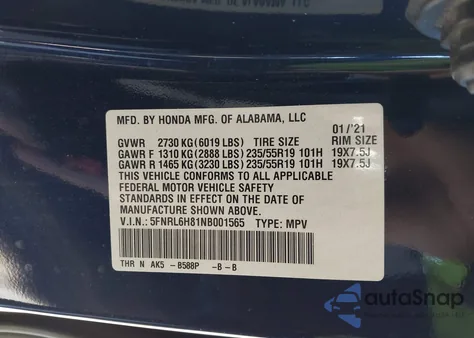 MFD. BY HONDA MFG. OF ALABAMA, LLC
01/'21
GVWR 2730 KG (6019 LBS) TIRE SIZE RIM SIZE
GAWR F 1310 KG (2888 LBS) 235/55R19 101H 19X7.5J
GAWR R 1465 KG (3230 LBS) 235/55R19 101H 19X7.5J
THIS VEHICLE CONFORMS TO ALL APPLICABLE
FEDERAL MOTOR VEHICLE SAFETY
STANDARDS IN EFFECT ON THE DATE OF
MANUFACTURE SHOWN ABOVE.
V.I.N.: 5FNRL6H81NB001565 TYPE: MPV
THR N AK5 -B588P -B -B
autoSnap